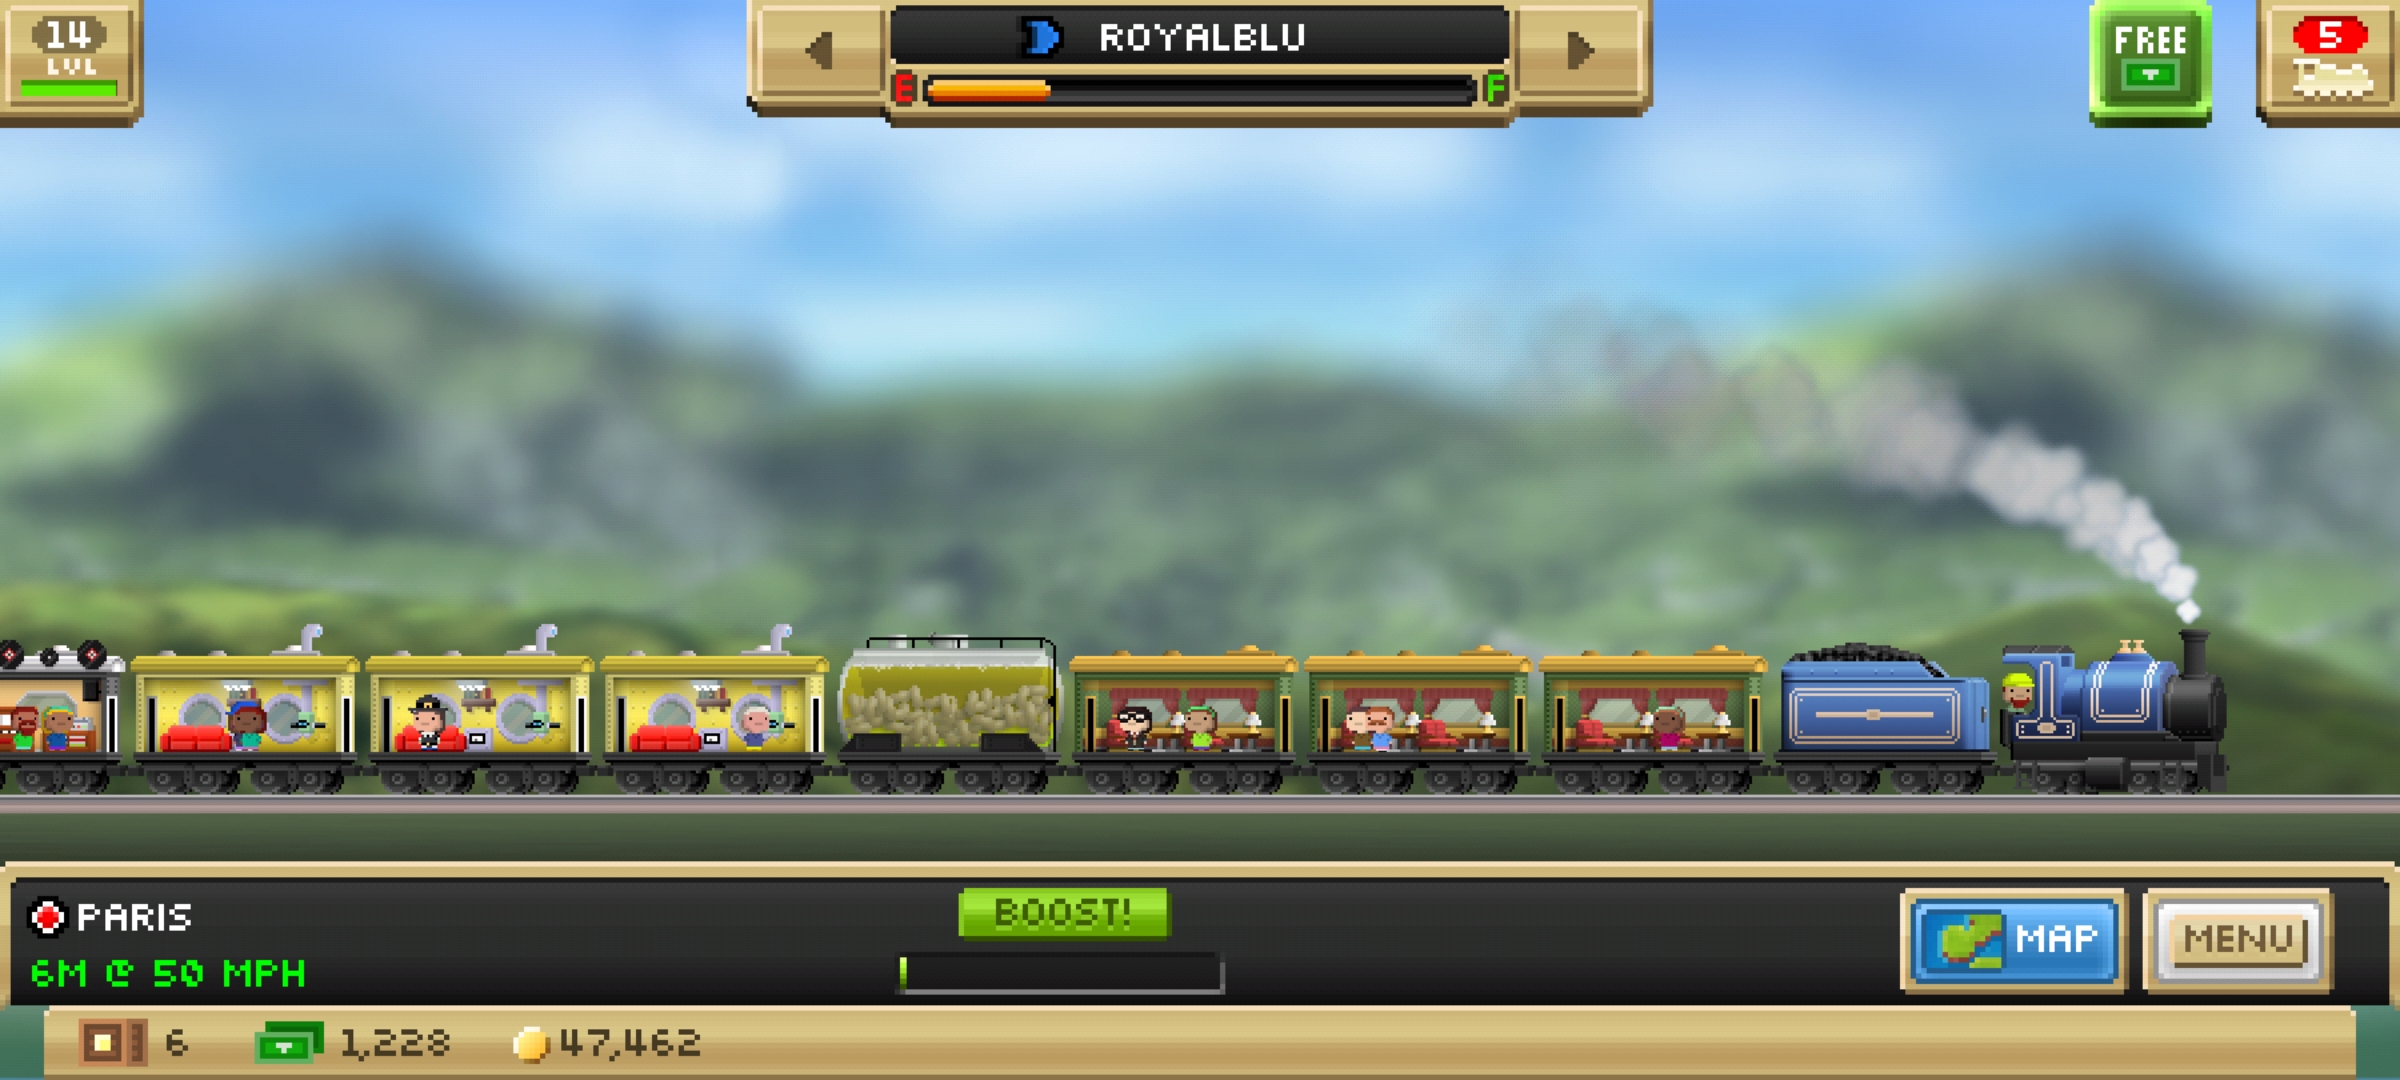 14
LVL
ROYALBLU
E F
FREE
5
PARIS
6M @ 50 MPH
BOOST!
MAP
MENU
6
1,228
47,462